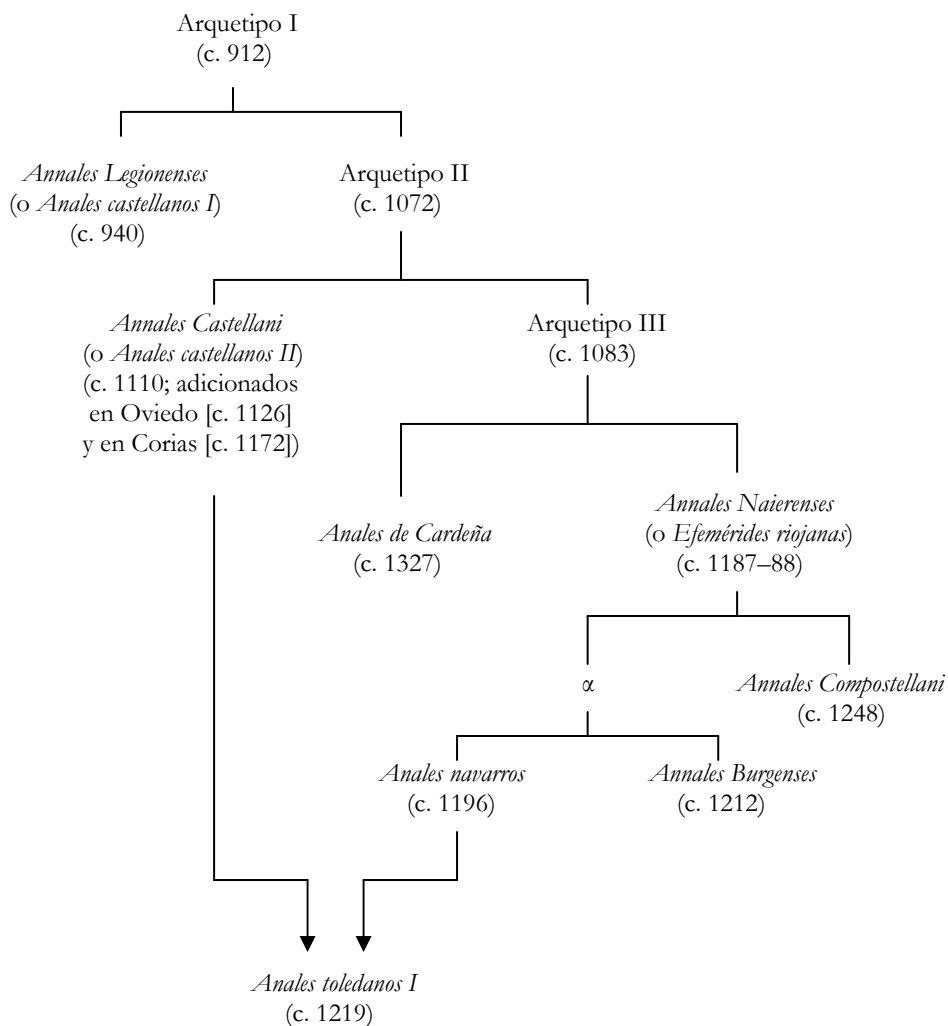 Arquetipo I
(c. 912)
Annales Legionenses
(o Anales castellanos I)
(c. 940)
Arquetipo II
(c. 1072)
Annales Castellani
(o Anales castellanos II)
(c. 1110; adicionados
en Oviedo [c. 1126]
y en Corias [c. 1172])
Arquetipo III
(c. 1083)
Anales de Cardeña
(c. 1327)
Annales Naierenses
(o Efemérides riojanas)
(c. 1187–88)
α
Annales Compostellani
(c. 1248)
Anales navarros
(c. 1196)
Annales Burgenses
(c. 1212)
Anales toledanos I
(c. 1219)